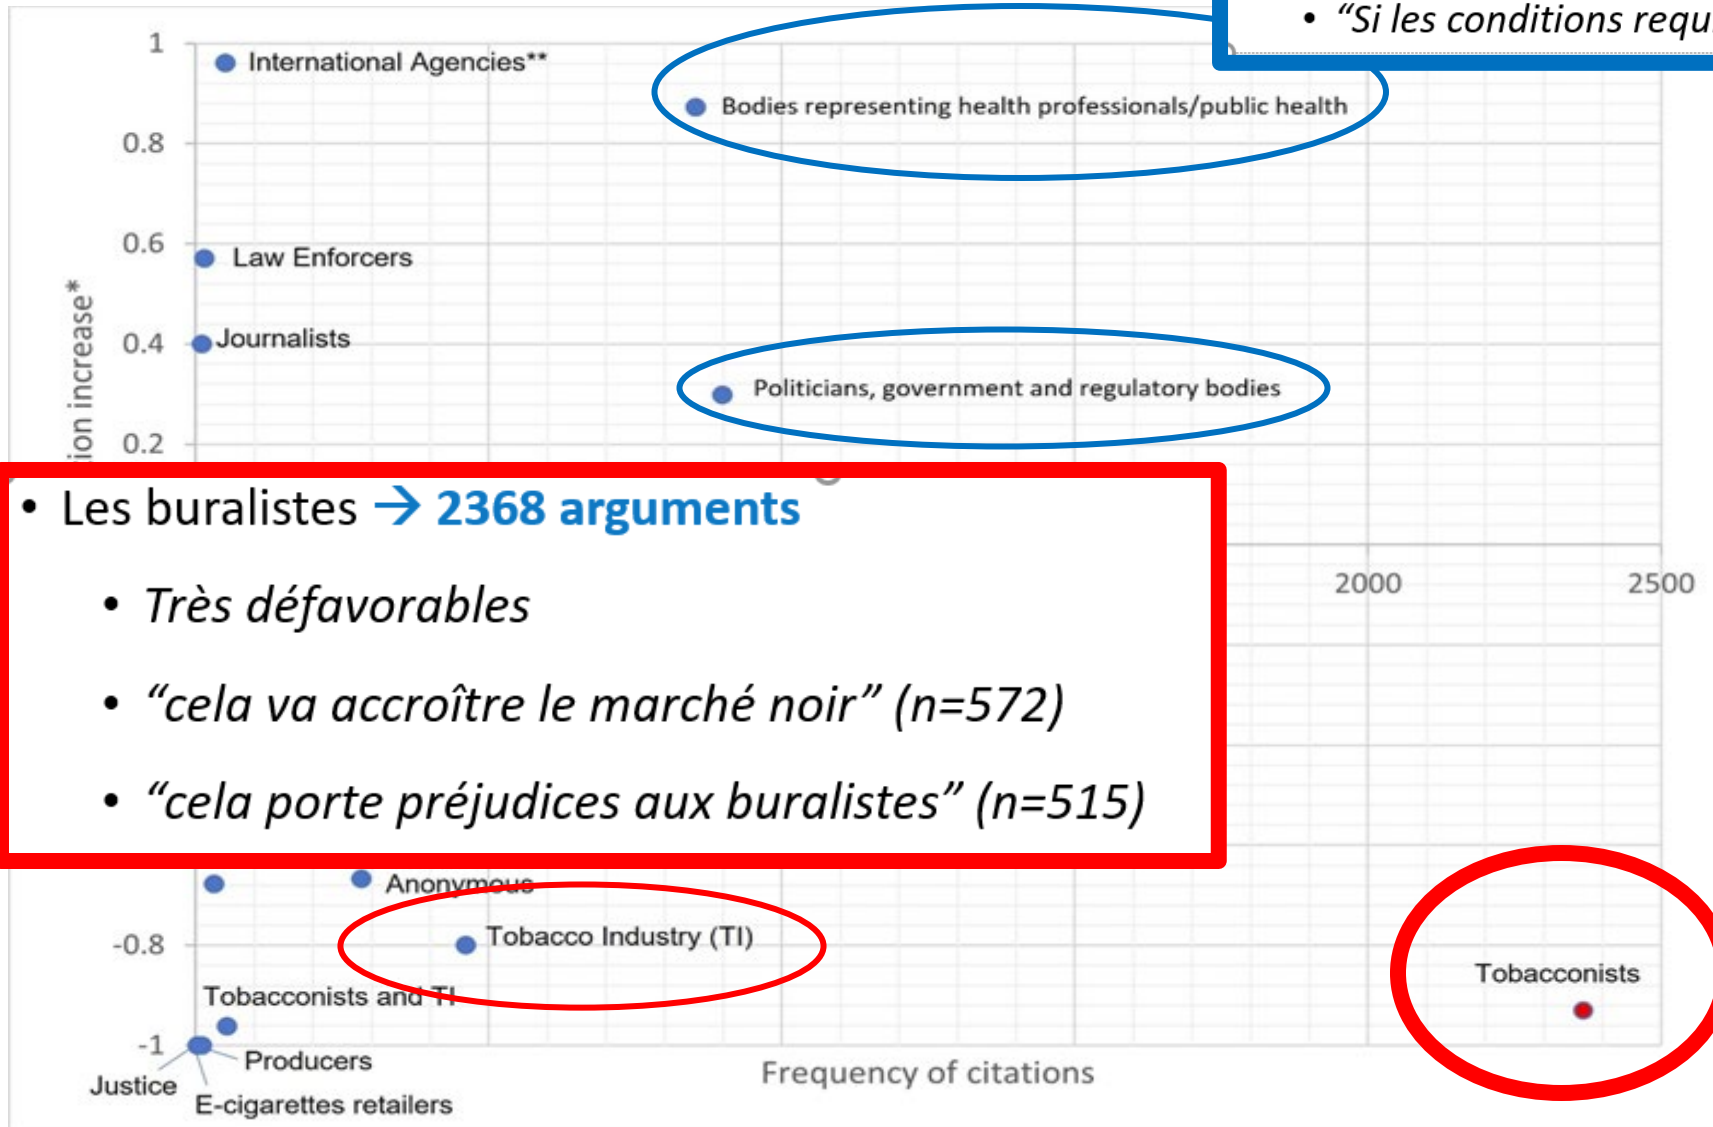 • “Si les conditions requ
1
International Agencies**
Bodies representing health professionals/public health
0.8
0.6
Law Enforcers
0.4
Journalists
Politicians, government and regulatory bodies
0.2
increase*
• Les buralistes → 2368 arguments
• Très défavorables
• “cela va accroître le marché noir” (n=572)
• “cela porte préjudices aux buralistes” (n=515)
2000
2500
Anonymous
-0.8
Tobacco Industry (TI)
Tobacconists
Tobacconists and TI
-1
Producers
Justice
E-cigarettes retailers
Frequency of citations